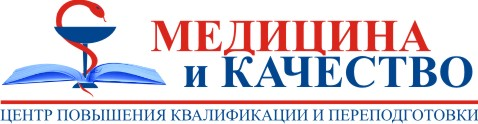 МЕДИЦИНА
и КАЧЕСТВО
ЦЕНТР ПОВЫШЕНИЯ КВАЛИФИКАЦИИ И ПЕРЕПОДГОТОВКИ